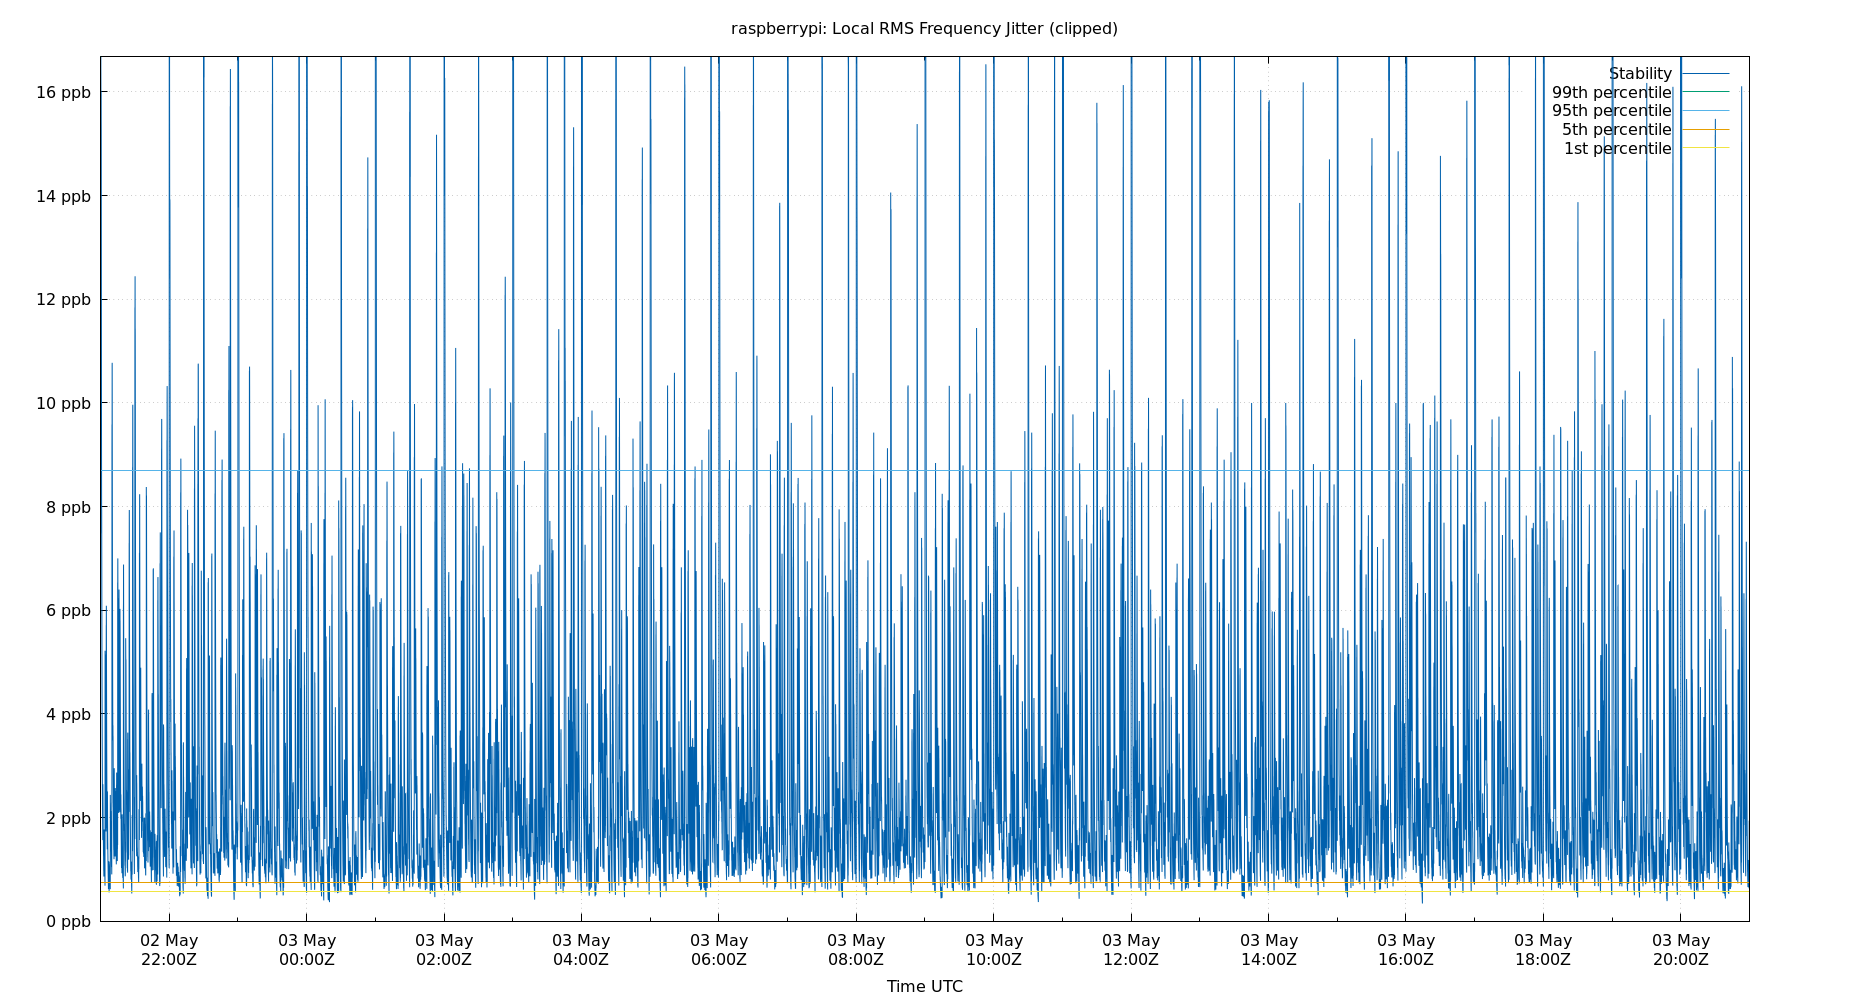 raspberrypi: Local RMS Frequency Jitter (clipped)
Stability
99th percentile
95th percentile
5th percentile
1st percentile
16 ppb
14 ppb
12 ppb
10 ppb
8 ppb
6 ppb
4 ppb
2 ppb
0 ppb
02 May 03 May 03 May 03 May 03 May 03 May 03 May 03 May 03 May 03 May 03 May 03 May
22:00Z 00:00Z 02:00Z 04:00Z 06:00Z 08:00Z 10:00Z 12:00Z 14:00Z 16:00Z 18:00Z 20:00Z
Time UTC